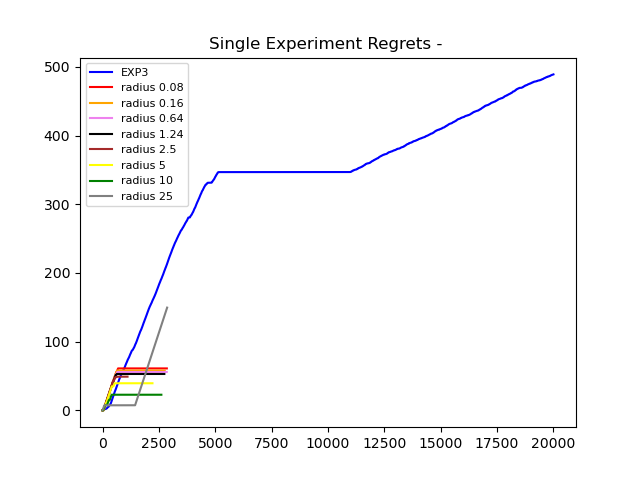 Single Experiment Regrets -
500
400
300
200
100
0
EXP3
radius 0.08
radius 0.16
radius 0.64
radius 1.24
radius 2.5
radius 5
radius 10
radius 25
0 2500 5000 7500 10000 12500 15000 17500 20000